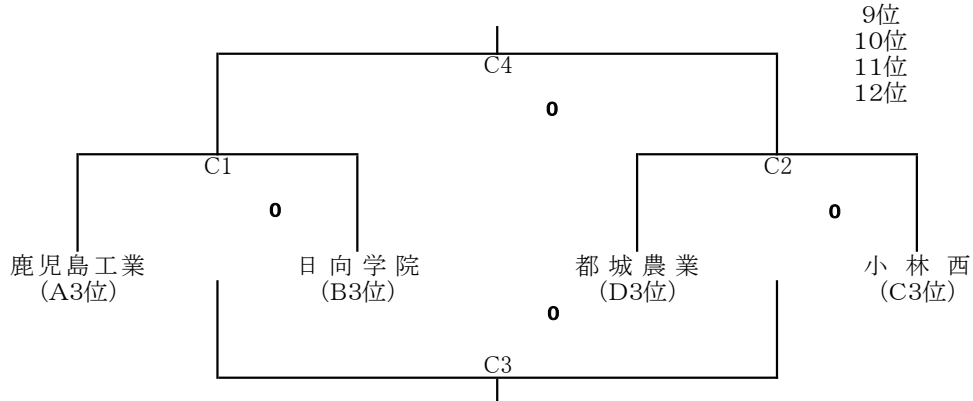 9位
10位
11位
12位
C4
0
C1
C2
0
0
鹿児島工業
(A3位)
日向学院
(B3位)
都城農業
(D3位)
小林西
(C3位)
0
C3